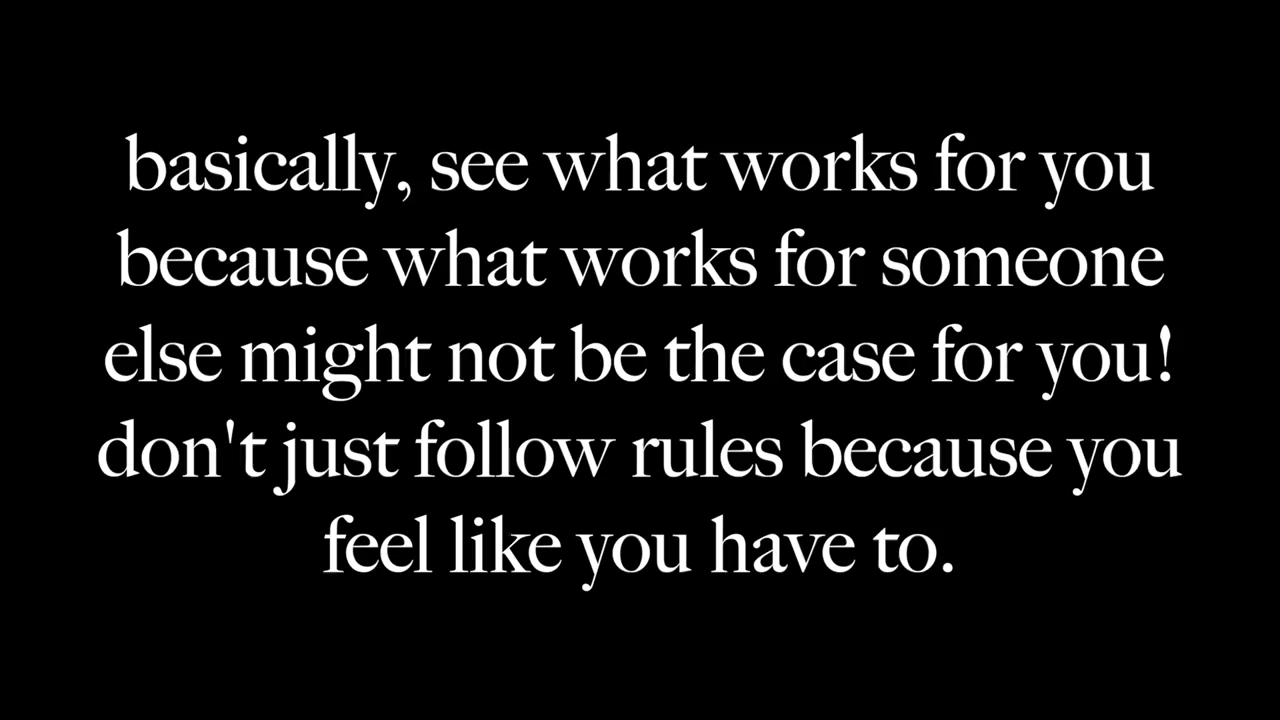 basically, see what works for you
because what works for someone
else might not be the case for you!
don't just follow rules because you
feel like you have to.